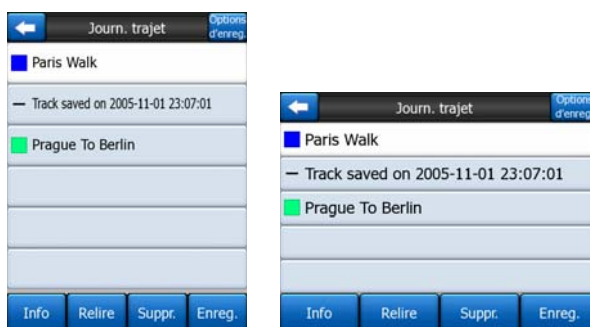 Journ. trajet
Options
d'enreg.
Paris Walk
— Track saved on 2005-11-01 23:07:01
Prague To Berlin
Info Relire Suppr. Enreg.
Journ. trajet
Options
d'enreg.
Paris Walk
— Track saved on 2005-11-01 23:07:01
Prague To Berlin
Info Relire Suppr. Enreg.